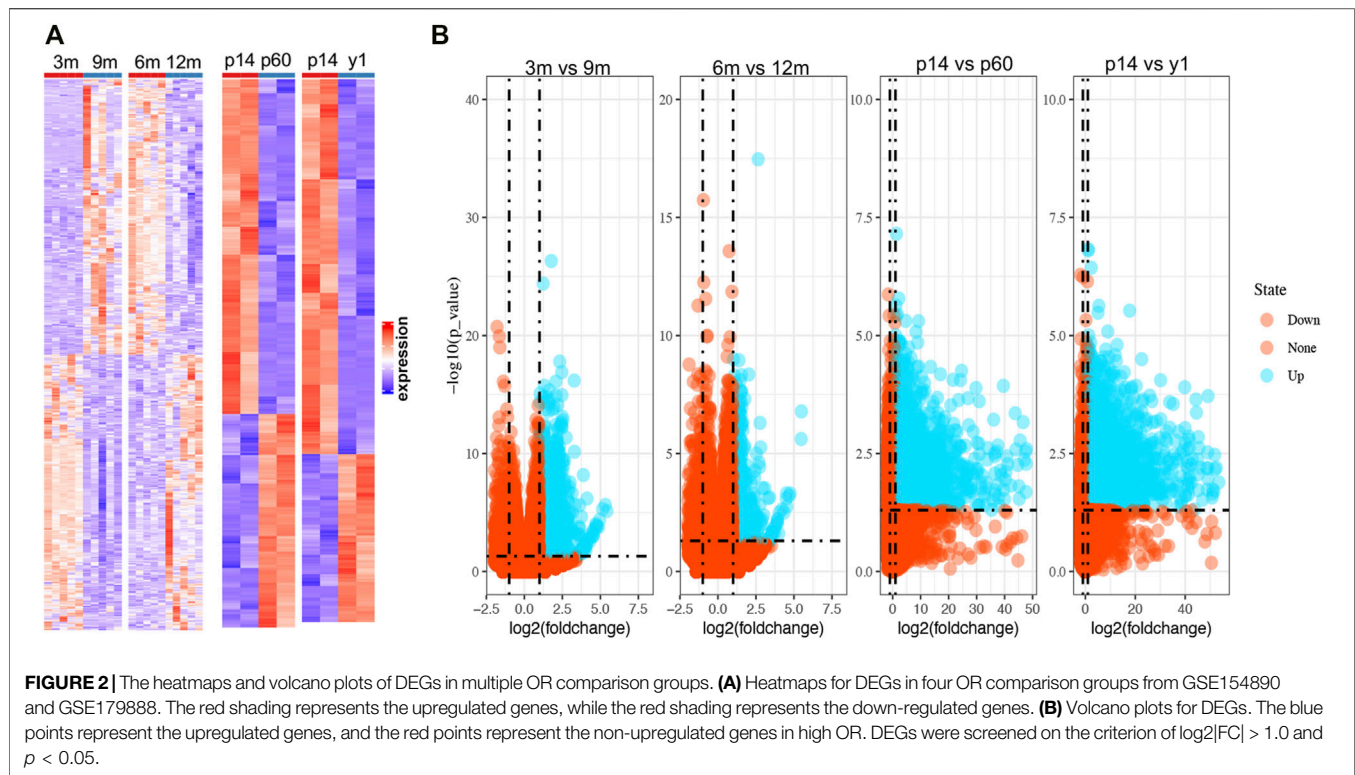 A
3m 9m 6m 12m p14 p60 p14 y1
expression
B
3m vs 9m
6m vs 12m
p14 vs p60
p14 vs y1
−log10(p_value)
40
30
20
10
0
−2.5 0.0 2.5 5.0 7.5
log2(foldchange)
20
15
10
5
0
−2.5 0.0 2.5 5.0 7.5
log2(foldchange)
10.0
7.5
5.0
2.5
0.0
0 10 20 30 40 50
log2(foldchange)
10.0
7.5
5.0
2.5
0.0
0 20 40
log2(foldchange)
State
Down
None
Up
FIGURE 2 | The heatmaps and volcano plots of DEGs in multiple OR comparison groups. (A) Heatmaps for DEGs in four OR comparison groups from GSE154890
and GSE179888. The red shading represents the upregulated genes, while the red shading represents the down-regulated genes. (B) Volcano plots for DEGs. The blue
points represent the upregulated genes, and the red points represent the non-upregulated genes in high OR. DEGs were screened on the criterion of log2|FC| > 1.0 and
p < 0.05.